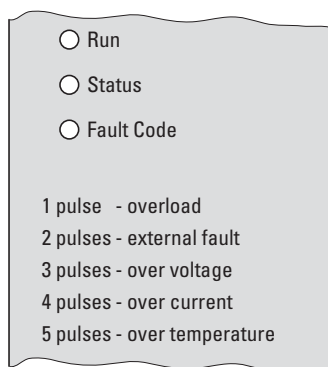 Run
Status
Fault Code
1 pulse - overload
2 pulses - external fault
3 pulses - over voltage
4 pulses - over current
5 pulses - over temperature